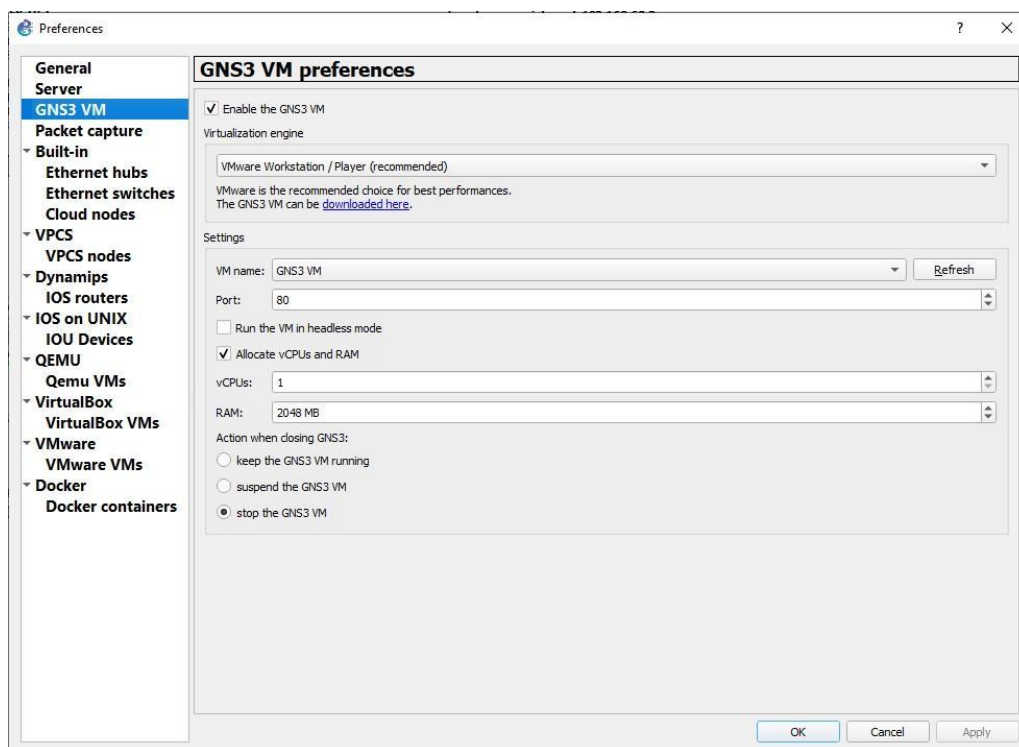 Preferences
?
General
Server
GNS3 VM
Packet capture
Built-in
Ethernet hubs
Ethernet switches
Cloud nodes
VPCS
VPCS nodes
Dynamips
IOS routers
IOS on UNIX
IOU Devices
QEMU
Qemu VMs
VirtualBox
VirtualBox VMs
VMware
VMware VMs
Docker
Docker containers
GNS3 VM preferences
Enable the GNS3 VM
Virtualization engine
VMware Workstation / Player (recommended)
VMware is the recommended choice for best performances.
The GNS3 VM can be downloaded here.
Settings
VM name: GNS3 VM Refresh
Port: 80
Run the VM in headless mode
Allocate vCPUs and RAM
vCPUs: 1
RAM: 2048 MB
Action when closing GNS3:
keep the GNS3 VM running
suspend the GNS3 VM
stop the GNS3 VM
OK Cancel Apply